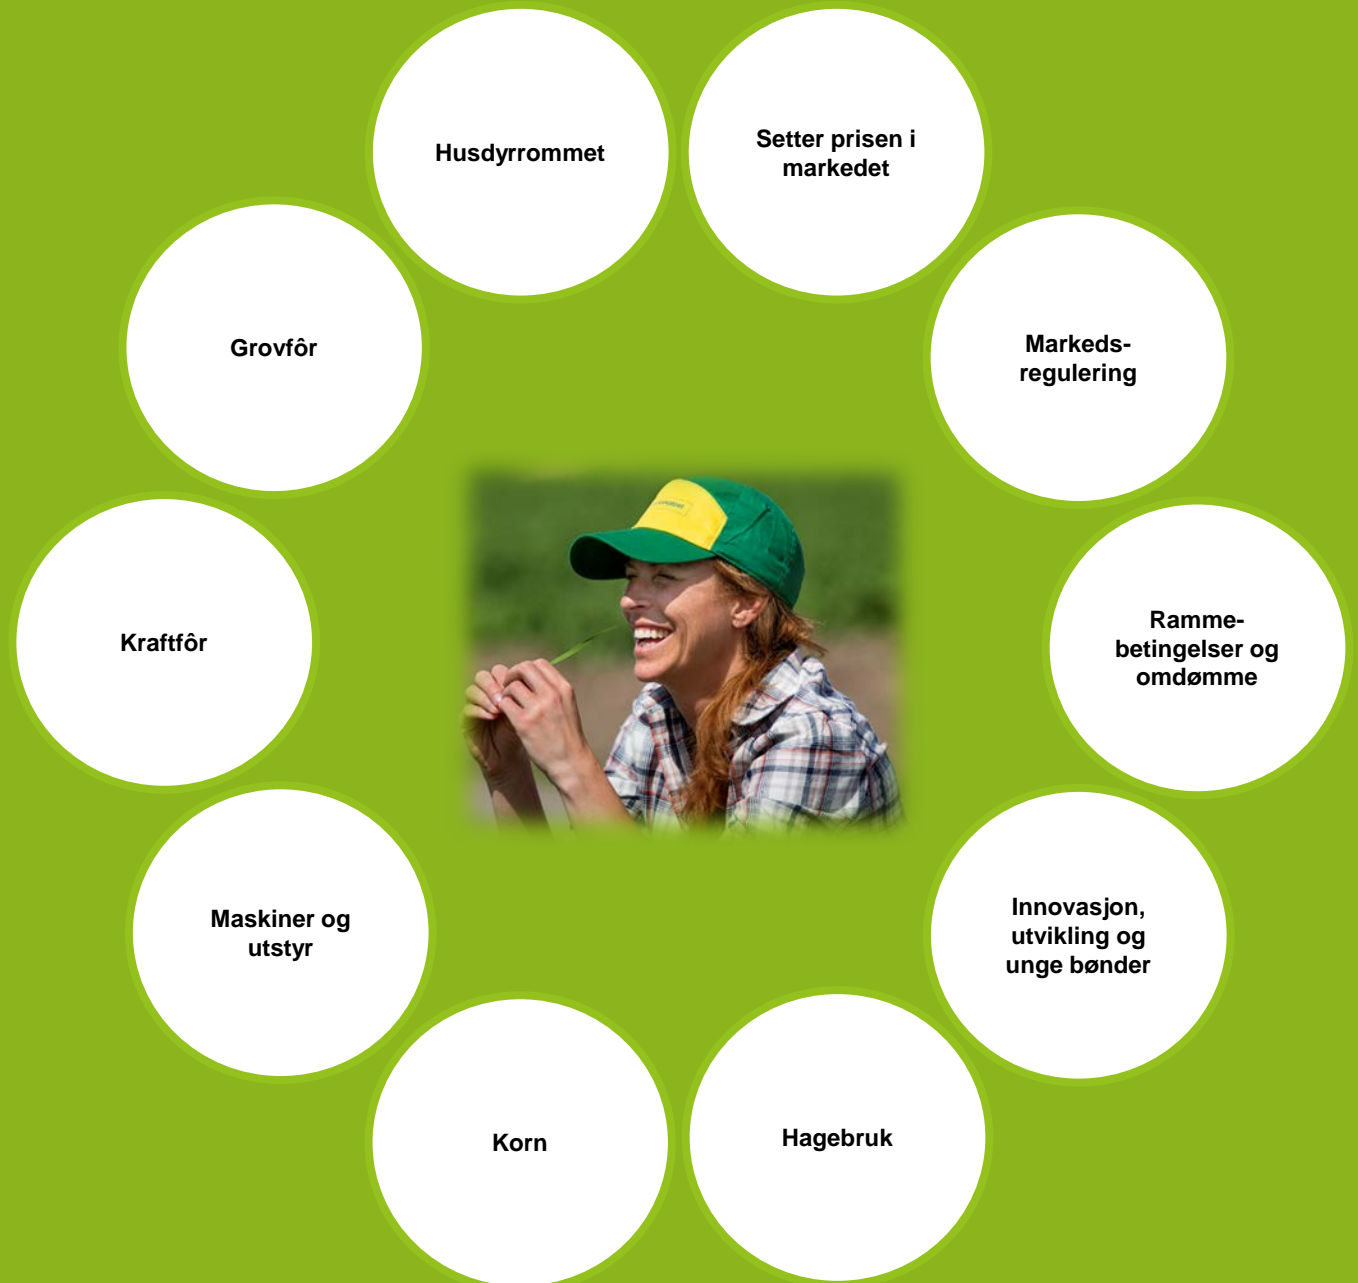 Husdyrrommet
Setter prisen i
markedet
Markeds-
regulering
Ramme-
betingelser og
omdømme
Innovasjon,
utvikling og
unge bønder
Hagebruk
Korn
Maskiner og
utstyr
Kraftfôr
Grovfôr